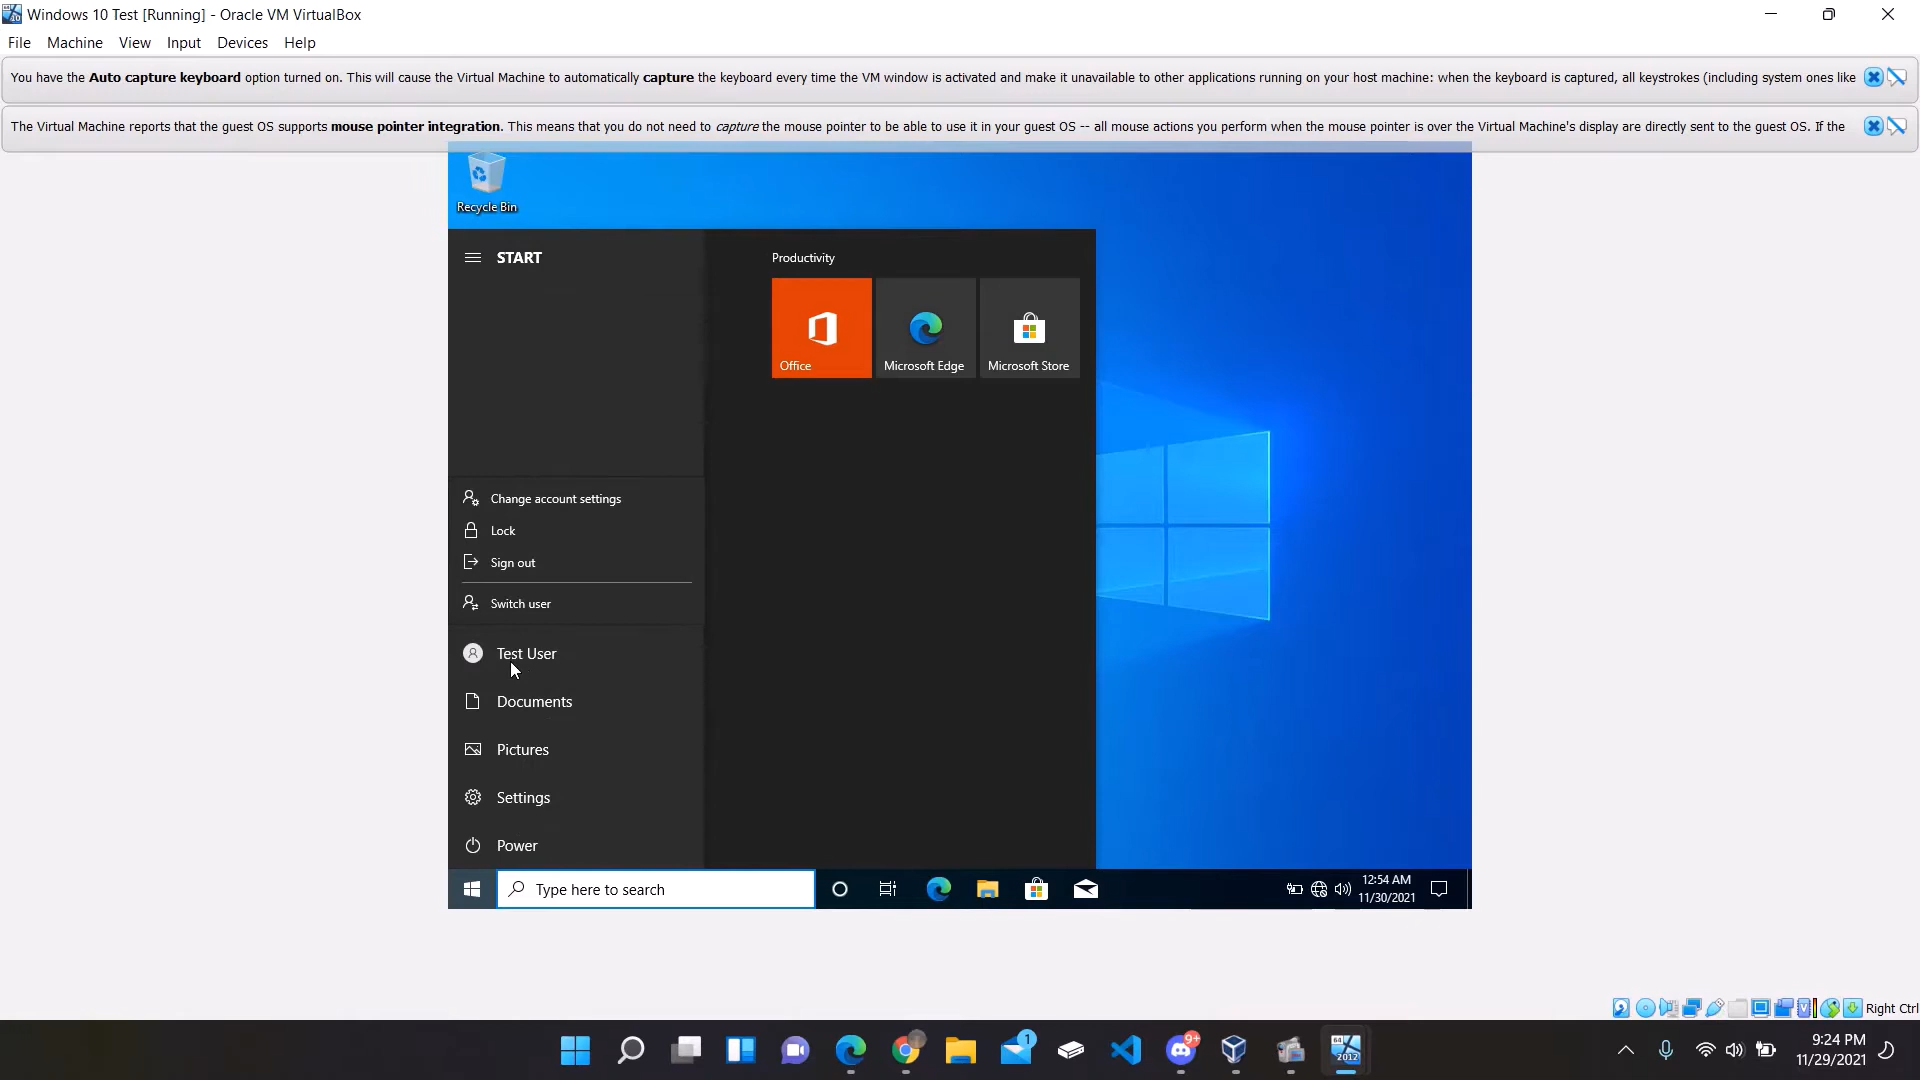 Windows 10 Test [Running] - Oracle VM VirtualBox
File Machine View Input Devices Help
You have the Auto capture keyboard option turned on. This will cause the Virtual Machine to automatically capture the keyboard every time the VM window is activated and make it unavailable to other applications running on your host machine: when the keyboard is captured, all keystrokes (including system ones like
The Virtual Machine reports that the guest OS supports mouse pointer integration. This means that you do not need to capture the mouse pointer to be able to use it in your guest OS -- all mouse actions you perform when the mouse pointer is over the Virtual Machine's display are directly sent to the guest OS. If the
Recycle Bin
START
Productivity
Office
Microsoft Edge
Microsoft Store
Change account settings
Lock
Sign out
Switch user
Test User
Documents
Pictures
Settings
Power
Type here to search
12:54 AM
11/30/2021
Right Ctrl
1
9+
64
2012
9:24 PM
11/29/2021